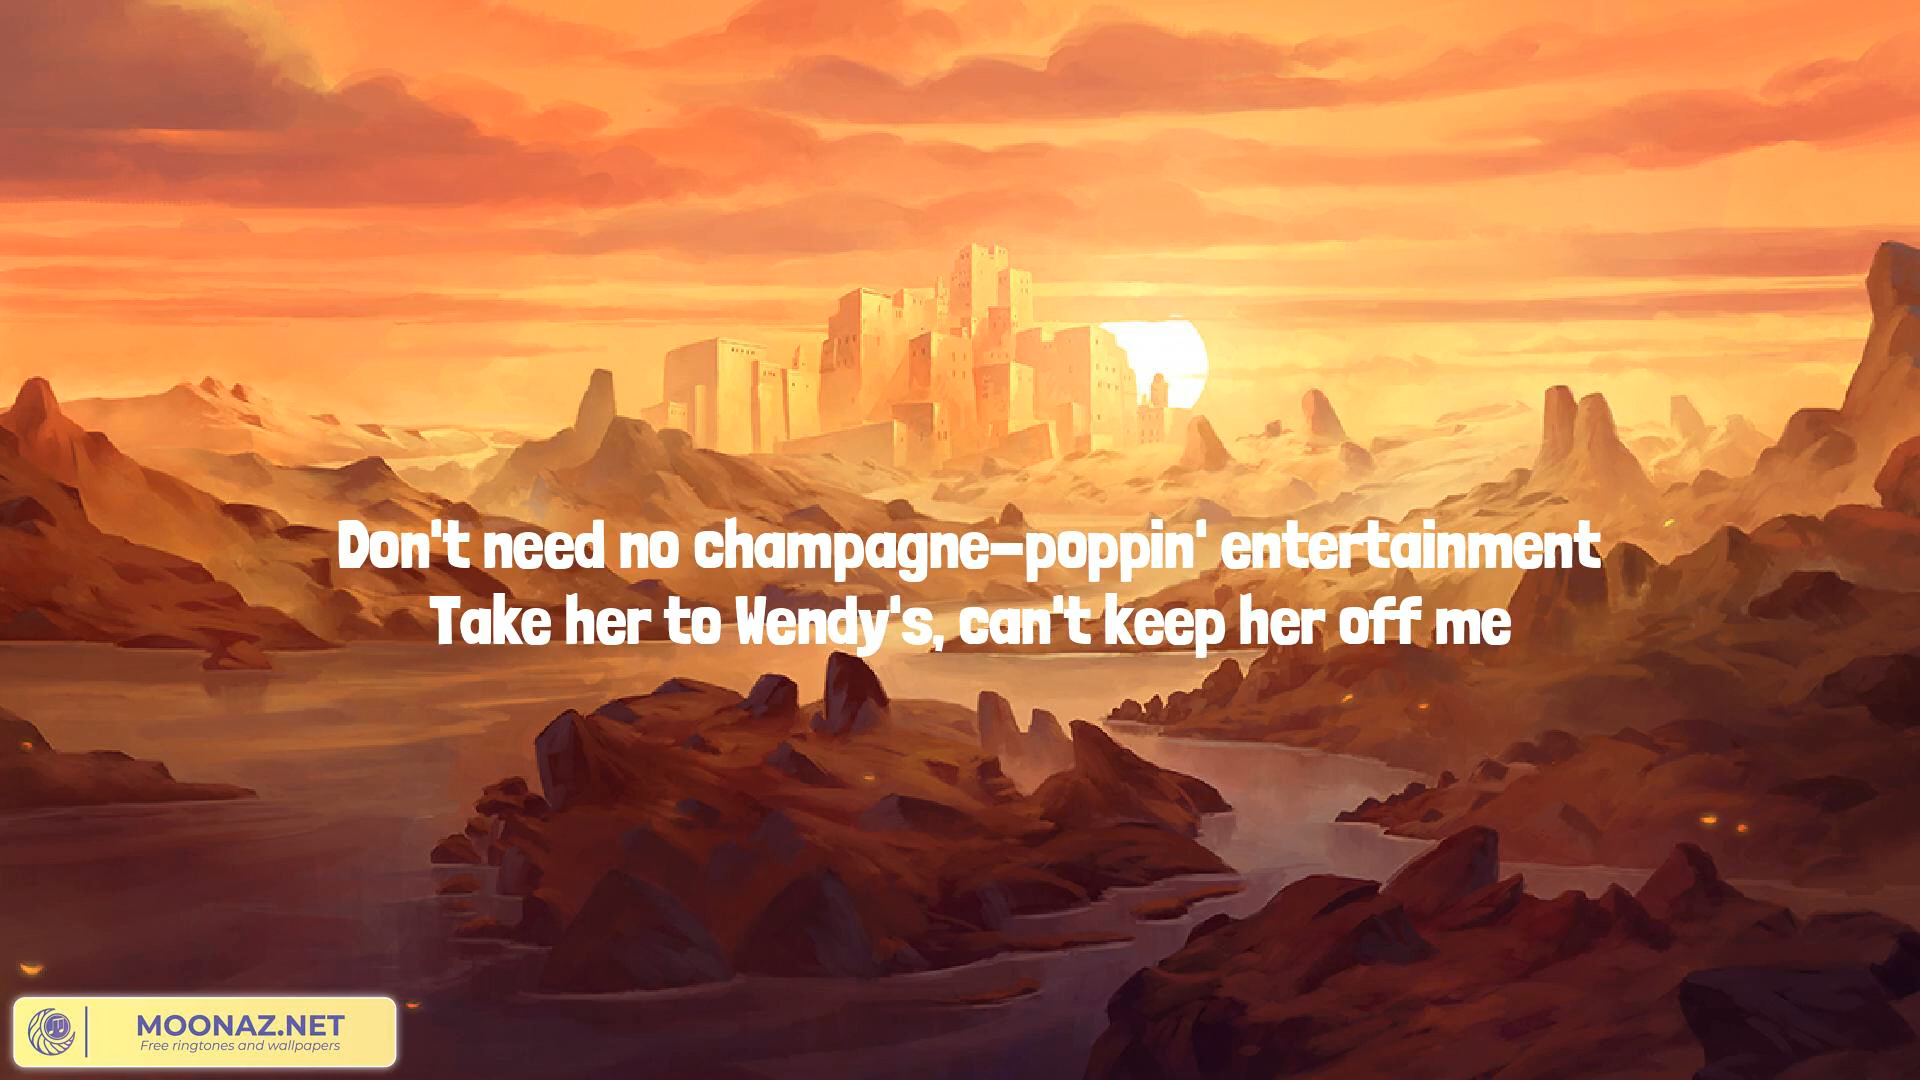 Don't need no champagne-poppin' entertainment
Take her to Wendy's, can't keep her off me
MOONAZ.NET
Free ringtones and wallpapers